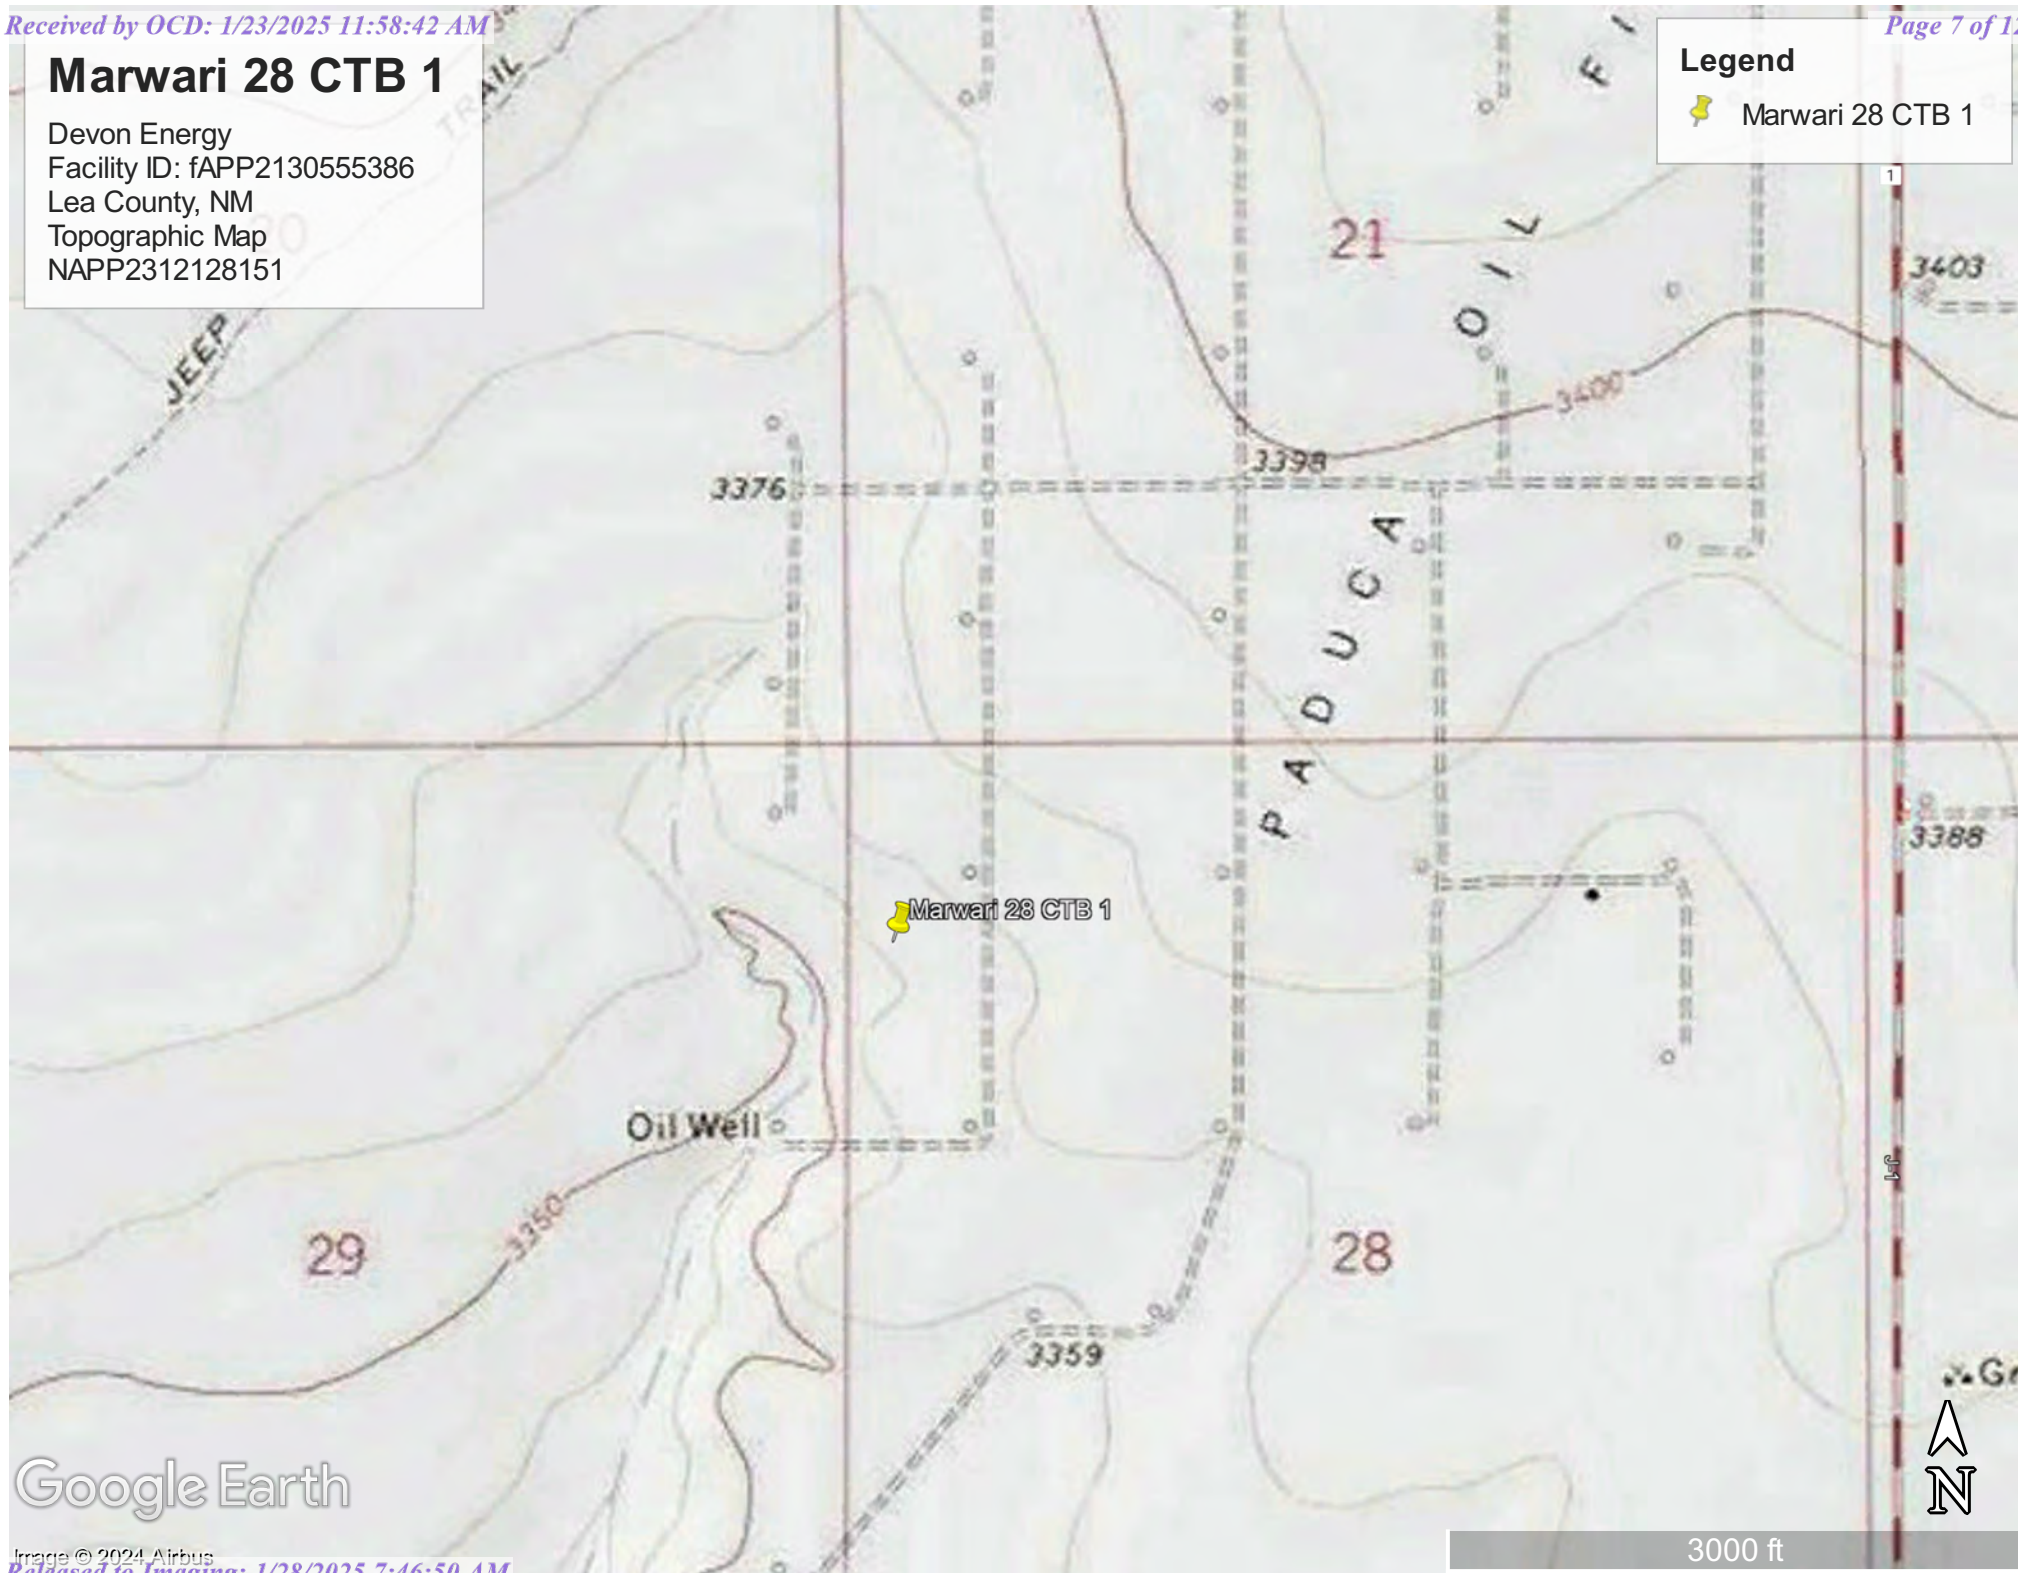 Received by OCD: 1/23/2025 11:58:42 AM
Page 7 of 12
Marwari 28 CTB 1
Devon Energy
Facility ID: fAPP2130555386
Lea County, NM
Topographic Map
NAPP2312128151
Legend
Marwari 28 CTB 1
TRAIL
JEEP
1
21
OIL
3403
3400
3398
3376
PADUCA
3388
Marwari 28 CTB 1
Oil Well
J-1
3350
29
28
3359
N
Google Earth
3000 ft
Image © 2024 Airbus
Released to Imaging: 1/28/2025 7:46:50 AM